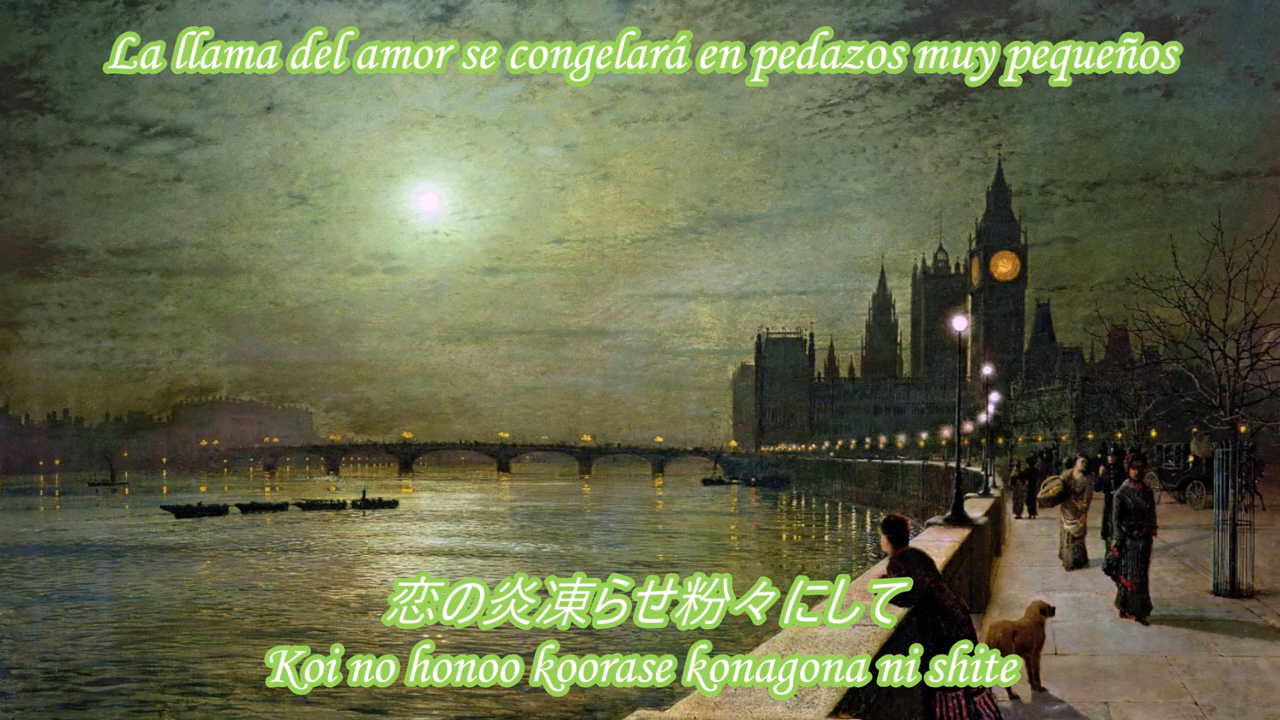 La llama del amor se congelará en pedazos muy pequeños
恋の炎凍らせ粉々にして
Koi no honoo koorase konagona ni shite